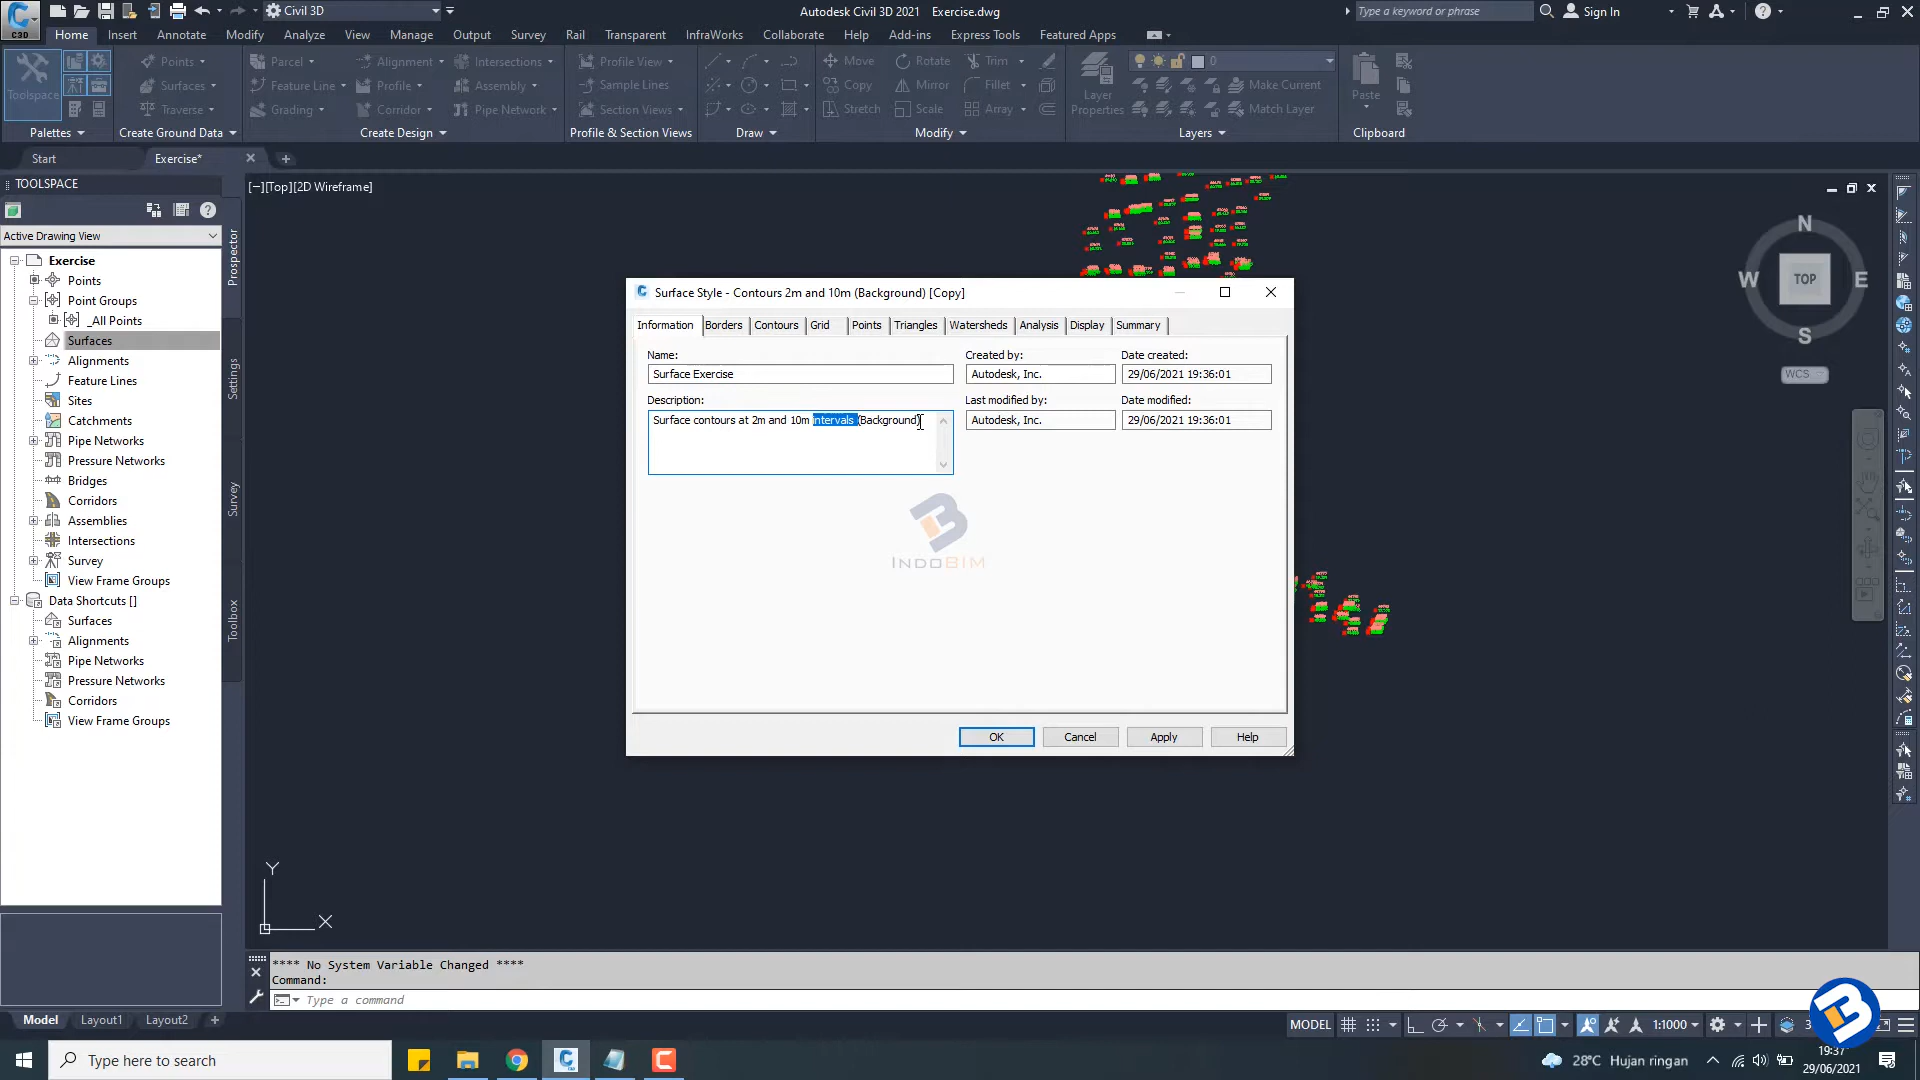 Civil 3D
Autodesk Civil 3D 2021 Exercise.dwg
Type a keyword or phrase
Sign In
C3D
Home Insert Annotate Modify Analyze View Manage Output Survey Rail Transparent InfraWorks Collaborate Help Add-ins Express Tools Featured Apps
Toolspace
Points
Surfaces
Traverse
Parcel
Feature Line
Grading
Alignment
Profile
Corridor
Intersections
Assembly
Pipe Network
Profile View
Sample Lines
Section Views
Move
Copy
Stretch
Rotate
Mirror
Scale
Trim
Fillet
Array
Layer
Properties
0
Make Current
Match Layer
Paste
Palettes
Create Ground Data
Create Design
Profile & Section Views
Draw
Modify
Layers
Clipboard
Start
Exercise*
TOOLSPACE
[−][Top][2D Wireframe]
Active Drawing View
Exercise
Points
Point Groups
_All Points
Surfaces
Alignments
Feature Lines
Sites
Catchments
Pipe Networks
Pressure Networks
Bridges
Corridors
Assemblies
Intersections
Survey
View Frame Groups
Data Shortcuts []
Surfaces
Alignments
Pipe Networks
Pressure Networks
Corridors
View Frame Groups
Prospector
Settings
Survey
Toolbox
Surface Style - Contours 2m and 10m (Background) [Copy]
Information Borders Contours Grid Points Triangles Watersheds Analysis Display Summary
Name:
Surface Exercise
Created by:
Autodesk, Inc.
Date created:
29/06/2021 19:36:01
Description:
Surface contours at 2m and 10m intervals (Background)
Last modified by:
Autodesk, Inc.
Date modified:
29/06/2021 19:36:01
INDOBIM
OK Cancel Apply Help
N
W TOP E
S
WCS
Y
X
**** No System Variable Changed ****
Command:
Type a command
Model Layout1 Layout2
MODEL
1:1000
Type here to search
28°C Hujan ringan
19:37
29/06/2021